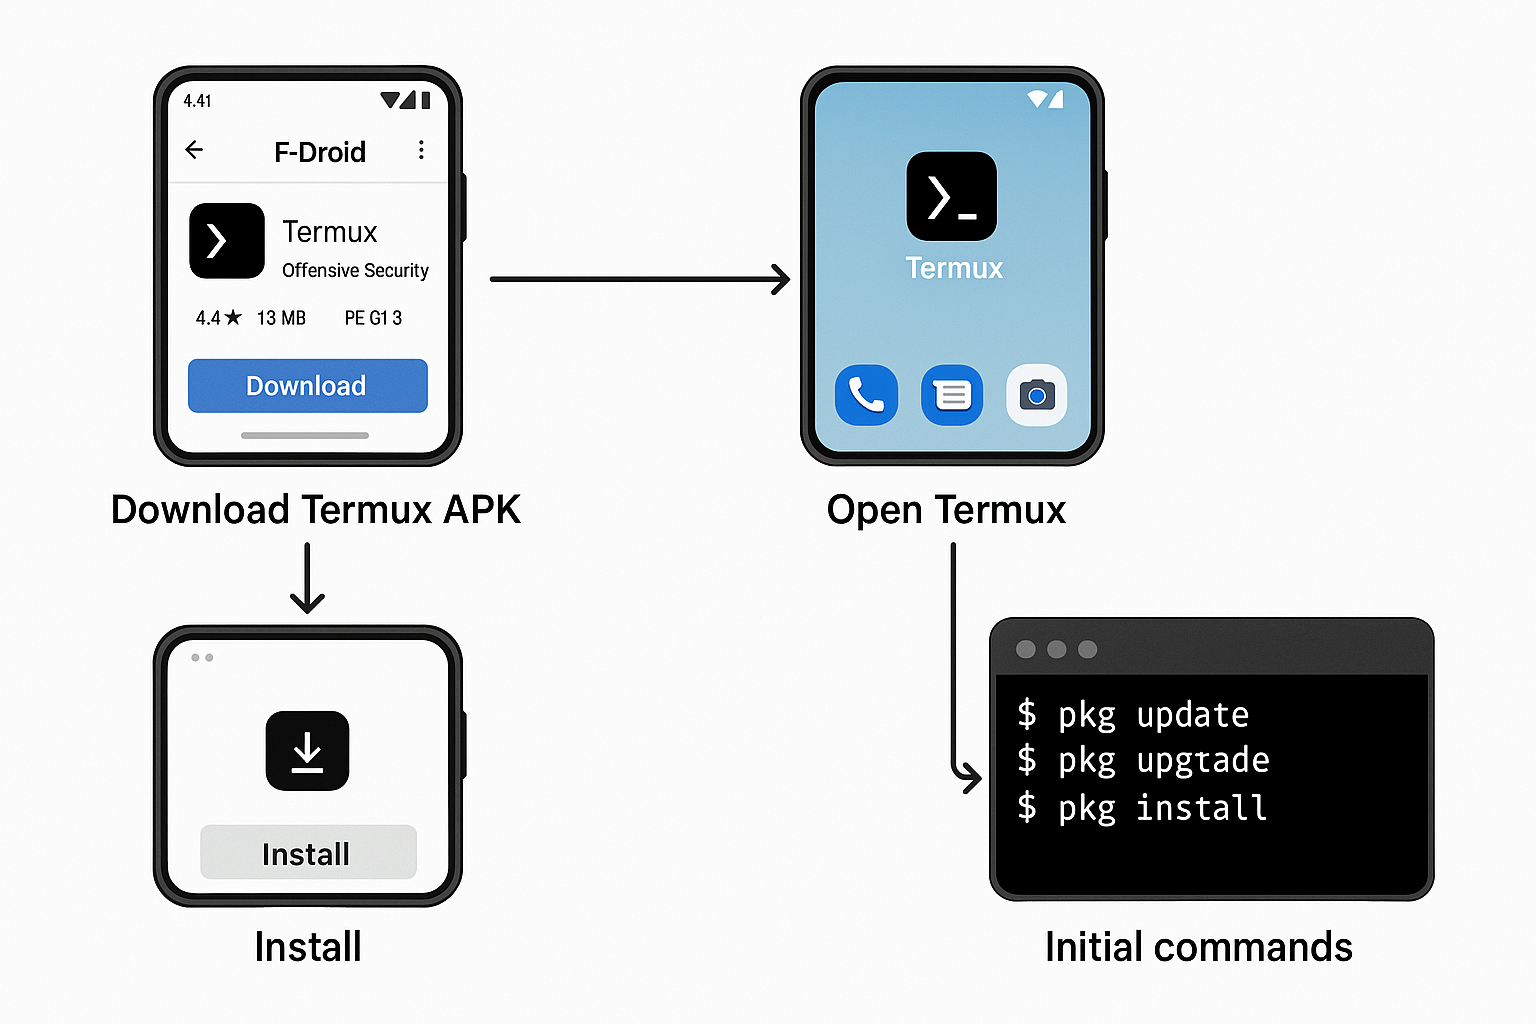 4.41
F-Droid
Termux
Offensive Security
4.4★ 13 MB PE G1 3
Download
Download Termux APK
Termux
Open Termux
Install
Install
$ pkg update
$ pkg upgrade
$ pkg install
Initial commands